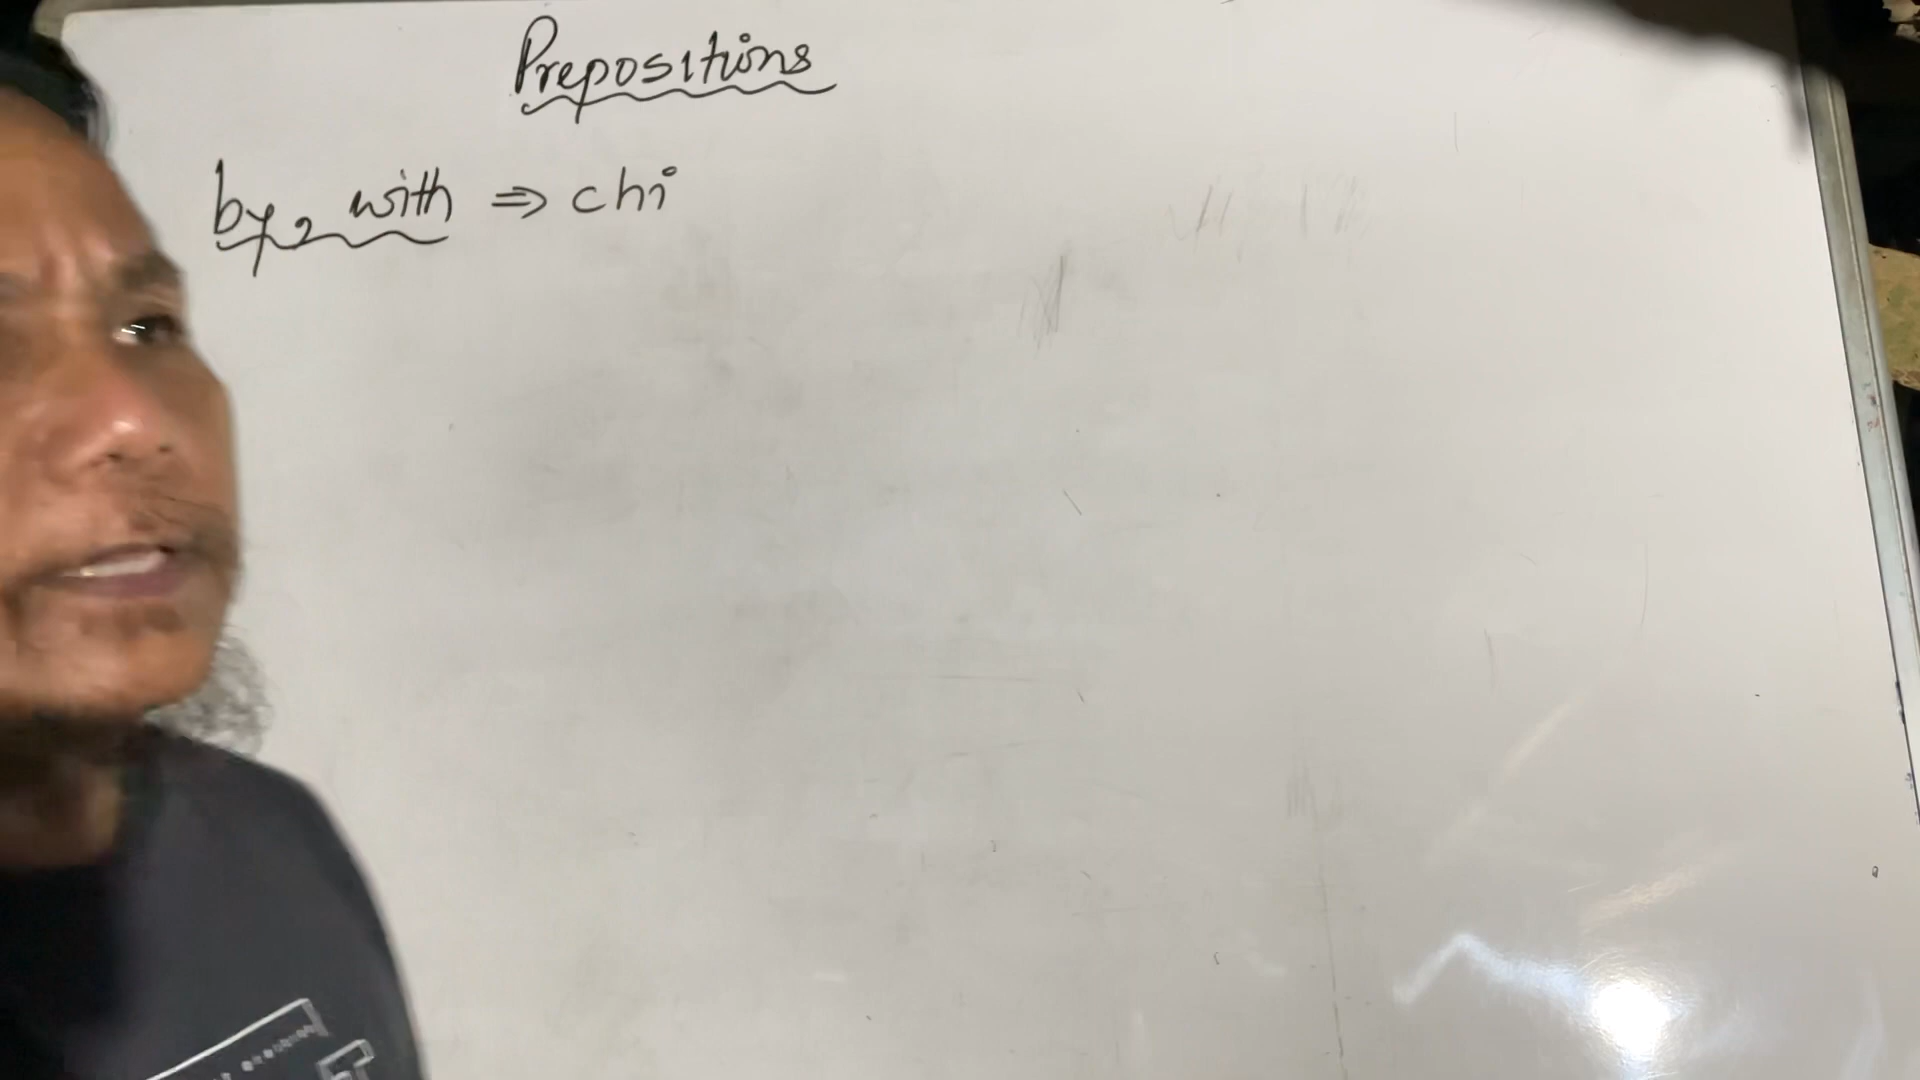 Prepositions
by, with ⇒ chi